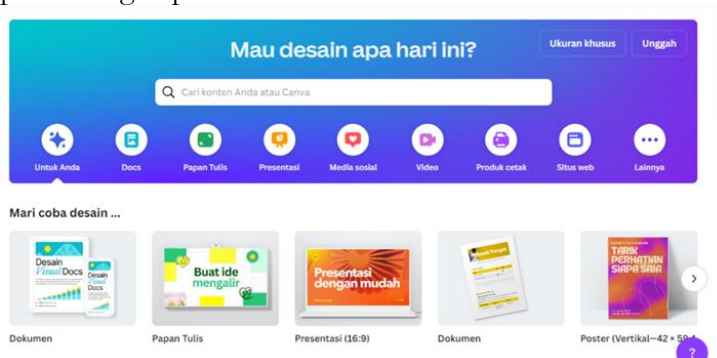 Mau desain apa hari ini?
Ukuran khusus
Unggah
Cari konten Anda atau Canva
Untuk Anda
Docs
Papan Tulis
Presentasi
Media sosial
Video
Produk cetak
Situs web
Lainnya
Mari coba desain ...
Desain
Visual Docs
Desain
Visual
Docs
Buat ide
mengalir
Presentasi
dengan mudah
TARIK
PERHATIAN
SIAPA SAJA
Dokumen
Papan Tulis
Presentasi (16:9)
Dokumen
Poster (Vertikal–42 × 59,4
?